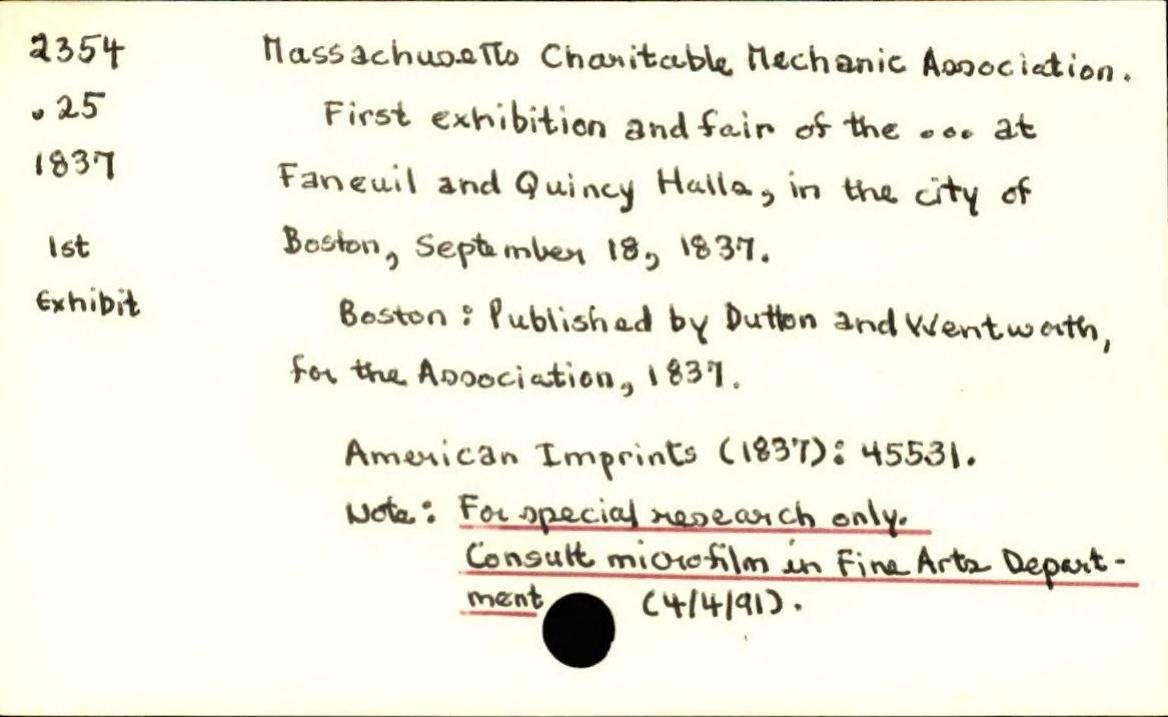 2354
.25
1837
1st
Exhibit
Massachusetts Charitable Mechanic Association.
First exhibition and fair of the ... at
Faneuil and Quincy Halls, in the city of
Boston, September 18, 1837.
Boston: Published by Dutton and Wentworth,
for the Association, 1837.
American Imprints (1837): 45531.
Note: For special research only.
Consult microfilm in Fine Arts Depart-
ment (4/4/91).